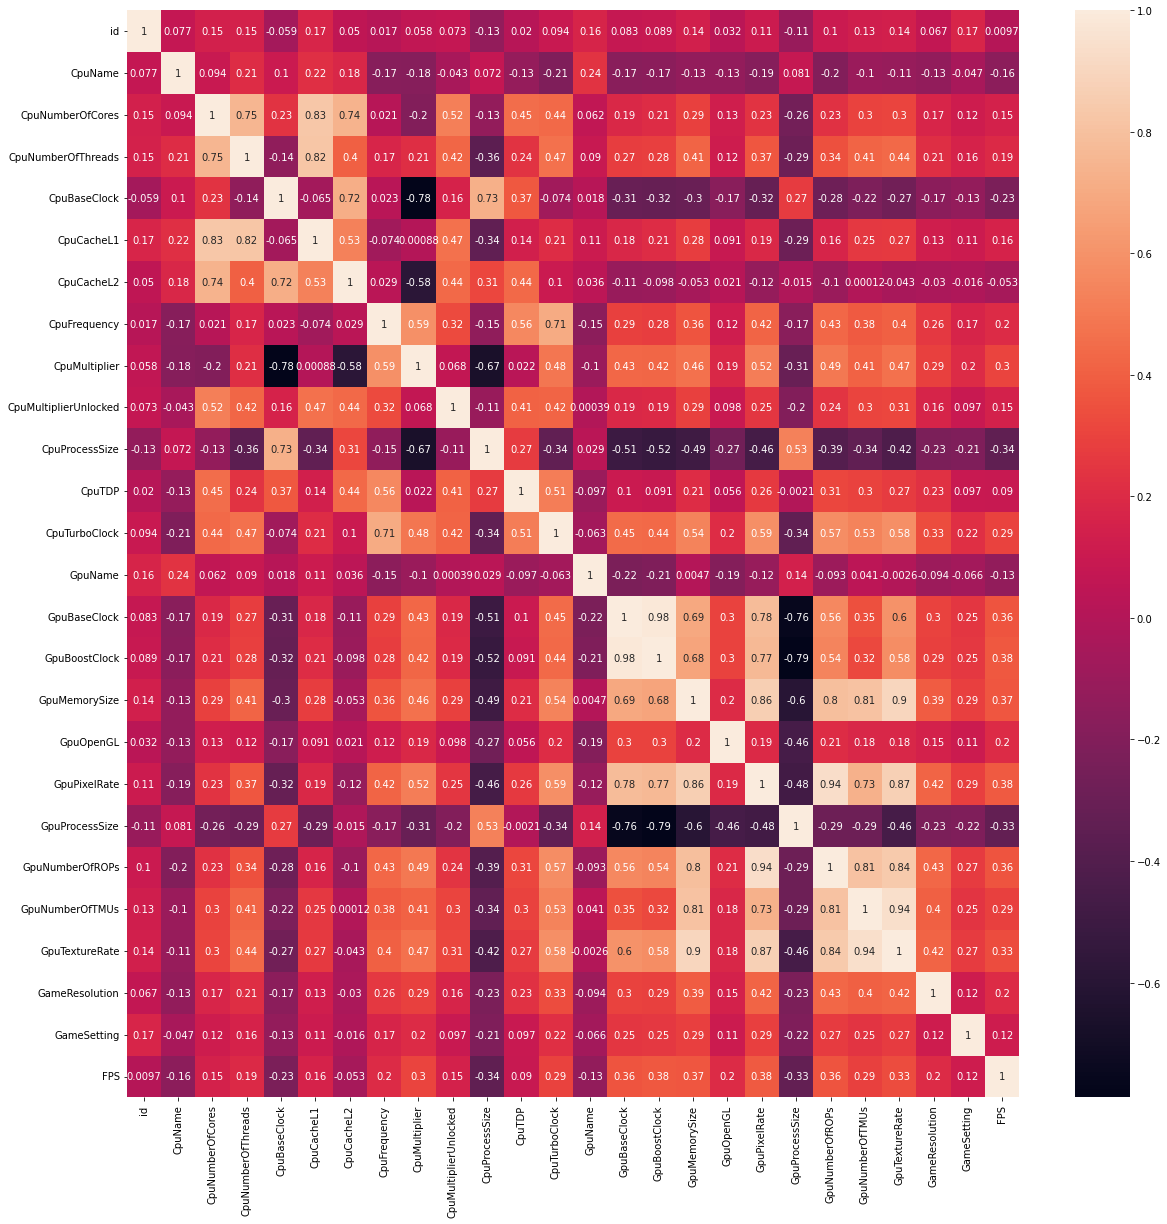 id 1 0.077 0.15 0.15 -0.059 0.17 0.05 0.017 0.058 0.073 -0.13 0.02 0.094 0.16 0.083 0.089 0.14 0.032 0.11 -0.11 0.1 0.13 0.14 0.067 0.17 0.0097 1.0
CpuName 0.077 1 0.094 0.21 0.1 0.22 0.18 -0.17 -0.18 -0.043 0.072 -0.13 -0.21 0.24 -0.17 -0.17 -0.13 -0.13 -0.19 0.081 -0.2 -0.1 -0.11 -0.13 -0.047 -0.16
CpuNumberOfCores 0.15 0.094 1 0.75 0.23 0.83 0.74 0.021 -0.2 0.52 -0.13 0.45 0.44 0.062 0.19 0.21 0.29 0.13 0.23 -0.26 0.23 0.3 0.3 0.17 0.12 0.15
0.8
CpuNumberOfThreads 0.15 0.21 0.75 1 -0.14 0.82 0.4 0.17 0.21 0.42 -0.36 0.24 0.47 0.09 0.27 0.28 0.41 0.12 0.37 -0.29 0.34 0.41 0.44 0.21 0.16 0.19
CpuBaseClock -0.059 0.1 0.23 -0.14 1 -0.065 0.72 0.023 -0.78 0.16 0.73 0.37 -0.074 0.018 -0.31 -0.32 -0.3 -0.17 -0.32 0.27 -0.28 -0.22 -0.27 -0.17 -0.13 -0.23
CpuCacheL1 0.17 0.22 0.83 0.82 -0.065 1 0.53 -0.074 0.00088 0.47 -0.34 0.14 0.21 0.11 0.18 0.21 0.28 0.091 0.19 -0.29 0.16 0.25 0.27 0.13 0.11 0.16
0.6
CpuCacheL2 0.05 0.18 0.74 0.4 0.72 0.53 1 0.029 -0.58 0.44 0.31 0.44 0.1 0.036 -0.11 -0.098 -0.053 0.021 -0.12 -0.015 -0.1 0.00012 -0.043 -0.03 -0.016 -0.053
CpuFrequency 0.017 -0.17 0.021 0.17 0.023 -0.074 0.029 1 0.59 0.32 -0.15 0.56 0.71 -0.15 0.29 0.28 0.36 0.12 0.42 -0.17 0.43 0.38 0.4 0.26 0.17 0.2
CpuMultiplier 0.058 -0.18 -0.2 0.21 -0.78 0.00088 -0.58 0.59 1 0.068 -0.67 0.022 0.48 -0.1 0.43 0.42 0.46 0.19 0.52 -0.31 0.49 0.41 0.47 0.29 0.2 0.3
0.4
CpuMultiplierUnlocked 0.073 -0.043 0.52 0.42 0.16 0.47 0.44 0.32 0.068 1 -0.11 0.41 0.42 0.00039 0.19 0.19 0.29 0.098 0.25 -0.2 0.24 0.3 0.31 0.16 0.097 0.15
CpuProcessSize -0.13 0.072 -0.13 -0.36 0.73 -0.34 0.31 -0.15 -0.67 -0.11 1 0.27 -0.34 0.029 -0.51 -0.52 -0.49 -0.27 -0.46 0.53 -0.39 -0.34 -0.42 -0.23 -0.21 -0.34
CpuTDP 0.02 -0.13 0.45 0.24 0.37 0.14 0.44 0.56 0.022 0.41 0.27 1 0.51 -0.097 0.1 0.091 0.21 0.056 0.26 -0.0021 0.31 0.3 0.27 0.23 0.097 0.09
0.2
CpuTurboClock 0.094 -0.21 0.44 0.47 -0.074 0.21 0.1 0.71 0.48 0.42 -0.34 0.51 1 -0.063 0.45 0.44 0.54 0.2 0.59 -0.34 0.57 0.53 0.58 0.33 0.22 0.29
GpuName 0.16 0.24 0.062 0.09 0.018 0.11 0.036 -0.15 -0.1 0.00039 0.029 -0.097 -0.063 1 -0.22 -0.21 0.0047 -0.19 -0.12 0.14 -0.093 0.041 -0.0026 -0.094 -0.066 -0.13
GpuBaseClock 0.083 -0.17 0.19 0.27 -0.31 0.18 -0.11 0.29 0.43 0.19 -0.51 0.1 0.45 -0.22 1 0.98 0.69 0.3 0.78 -0.76 0.56 0.35 0.6 0.3 0.25 0.36 0.0
GpuBoostClock 0.089 -0.17 0.21 0.28 -0.32 0.21 -0.098 0.28 0.42 0.19 -0.52 0.091 0.44 -0.21 0.98 1 0.68 0.3 0.77 -0.79 0.54 0.32 0.58 0.29 0.25 0.38
GpuMemorySize 0.14 -0.13 0.29 0.41 -0.3 0.28 -0.053 0.36 0.46 0.29 -0.49 0.21 0.54 0.0047 0.69 0.68 1 0.2 0.86 -0.6 0.8 0.81 0.9 0.39 0.29 0.37
GpuOpenGL 0.032 -0.13 0.13 0.12 -0.17 0.091 0.021 0.12 0.19 0.098 -0.27 0.056 0.2 -0.19 0.3 0.3 0.2 1 0.19 -0.46 0.21 0.18 0.18 0.15 0.11 0.2
−0.2
GpuPixelRate 0.11 -0.19 0.23 0.37 -0.32 0.19 -0.12 0.42 0.52 0.25 -0.46 0.26 0.59 -0.12 0.78 0.77 0.86 0.19 1 -0.48 0.94 0.73 0.87 0.42 0.29 0.38
GpuProcessSize -0.11 0.081 -0.26 -0.29 0.27 -0.29 -0.015 -0.17 -0.31 -0.2 0.53 -0.0021 -0.34 0.14 -0.76 -0.79 -0.6 -0.46 -0.48 1 -0.29 -0.29 -0.46 -0.23 -0.22 -0.33
GpuNumberOfROPs 0.1 -0.2 0.23 0.34 -0.28 0.16 -0.1 0.43 0.49 0.24 -0.39 0.31 0.57 -0.093 0.56 0.54 0.8 0.21 0.94 -0.29 1 0.81 0.84 0.43 0.27 0.36
−0.4
GpuNumberOfTMUs 0.13 -0.1 0.3 0.41 -0.22 0.25 0.00012 0.38 0.41 0.3 -0.34 0.3 0.53 0.041 0.35 0.32 0.81 0.18 0.73 -0.29 0.81 1 0.94 0.4 0.25 0.29
GpuTextureRate 0.14 -0.11 0.3 0.44 -0.27 0.27 -0.043 0.4 0.47 0.31 -0.42 0.27 0.58 -0.0026 0.6 0.58 0.9 0.18 0.87 -0.46 0.84 0.94 1 0.42 0.27 0.33
−0.6
GameResolution 0.067 -0.13 0.17 0.21 -0.17 0.13 -0.03 0.26 0.29 0.16 -0.23 0.23 0.33 -0.094 0.3 0.29 0.39 0.15 0.42 -0.23 0.43 0.4 0.42 1 0.12 0.2
GameSetting 0.17 -0.047 0.12 0.16 -0.13 0.11 -0.016 0.17 0.2 0.097 -0.21 0.097 0.22 -0.066 0.25 0.25 0.29 0.11 0.29 -0.22 0.27 0.25 0.27 0.12 1 0.12
FPS 0.0097 -0.16 0.15 0.19 -0.23 0.16 -0.053 0.2 0.3 0.15 -0.34 0.09 0.29 -0.13 0.36 0.38 0.37 0.2 0.38 -0.33 0.36 0.29 0.33 0.2 0.12 1
id
CpuName
CpuNumberOfCores
CpuNumberOfThreads
CpuBaseClock
CpuCacheL1
CpuCacheL2
CpuFrequency
CpuMultiplier
CpuMultiplierUnlocked
CpuProcessSize
CpuTDP
CpuTurboClock
GpuName
GpuBaseClock
GpuBoostClock
GpuMemorySize
GpuOpenGL
GpuPixelRate
GpuProcessSize
GpuNumberOfROPs
GpuNumberOfTMUs
GpuTextureRate
GameResolution
GameSetting
FPS